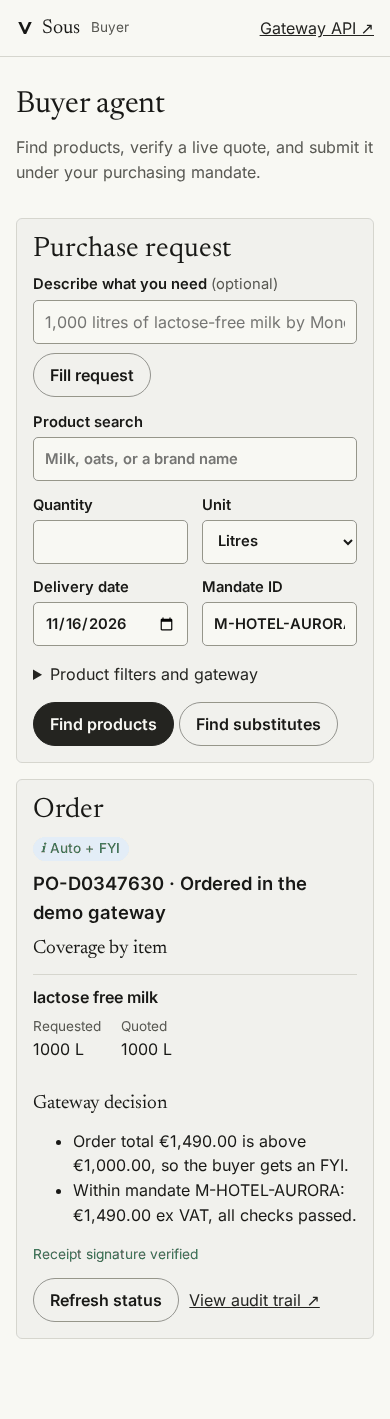 Sous Buyer Gateway API ↗
Buyer agent
Find products, verify a live quote, and submit it
under your purchasing mandate.
Purchase request
Describe what you need (optional)
1,000 litres of lactose-free milk by Mon
Fill request
Product search
Milk, oats, or a brand name
Quantity Unit
Litres
Delivery date Mandate ID
11/16/2026 M-HOTEL-AURORA
▶ Product filters and gateway
Find products Find substitutes
Order
i Auto + FYI
PO-D0347630 · Ordered in the
demo gateway
Coverage by item
lactose free milk
Requested Quoted
1000 L 1000 L
Gateway decision
• Order total €1,490.00 is above
€1,000.00, so the buyer gets an FYI.
• Within mandate M-HOTEL-AURORA:
€1,490.00 ex VAT, all checks passed.
Receipt signature verified
Refresh status View audit trail ↗